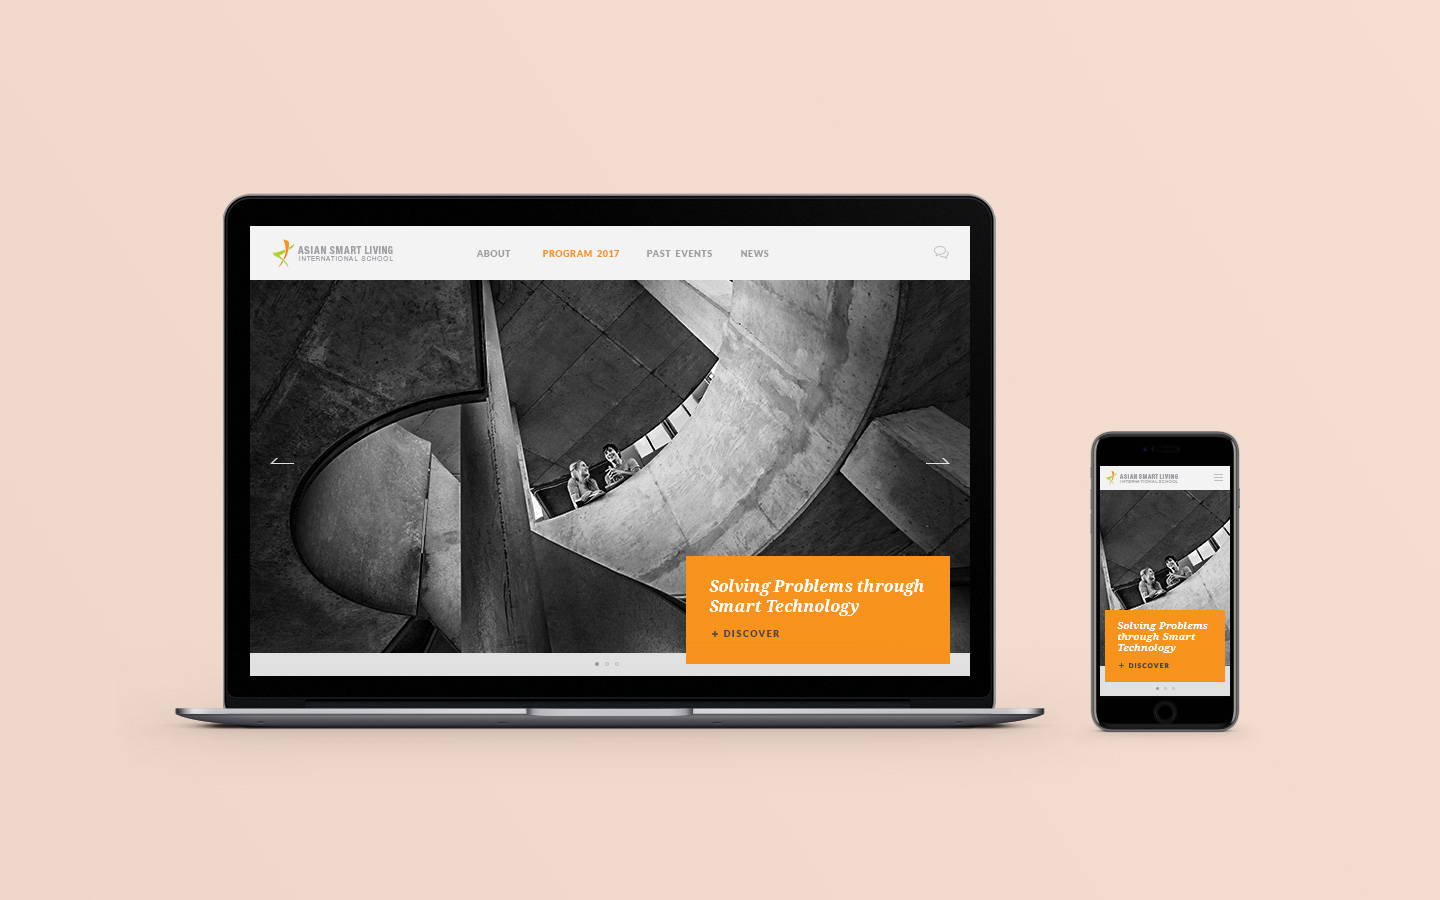 ASIAN SMART LIVING
INTERNATIONAL SCHOOL
ABOUT
PROGRAM 2017
PAST EVENTS
NEWS
Solving Problems through
Smart Technology
+ DISCOVER
ASIAN SMART LIVING
INTERNATIONAL SCHOOL
Solving Problems
through Smart
Technology
+ DISCOVER